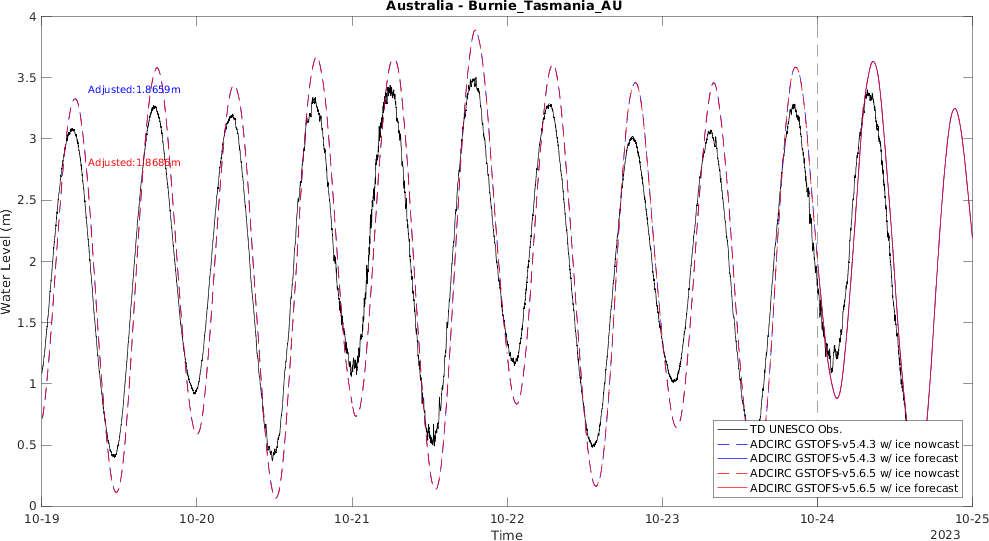 Australia - Burnie_Tasmania_AU
Water Level (m)
4
3.5
3
2.5
2
1.5
1
0.5
0
Adjusted:1.8659m
Adjusted:1.8686m
TD UNESCO Obs.
ADCIRC GSTOFS-v5.4.3 w/ ice nowcast
ADCIRC GSTOFS-v5.4.3 w/ ice forecast
ADCIRC GSTOFS-v5.6.5 w/ ice nowcast
ADCIRC GSTOFS-v5.6.5 w/ ice forecast
10-19 10-20 10-21 10-22 10-23 10-24 10-25
Time
2023